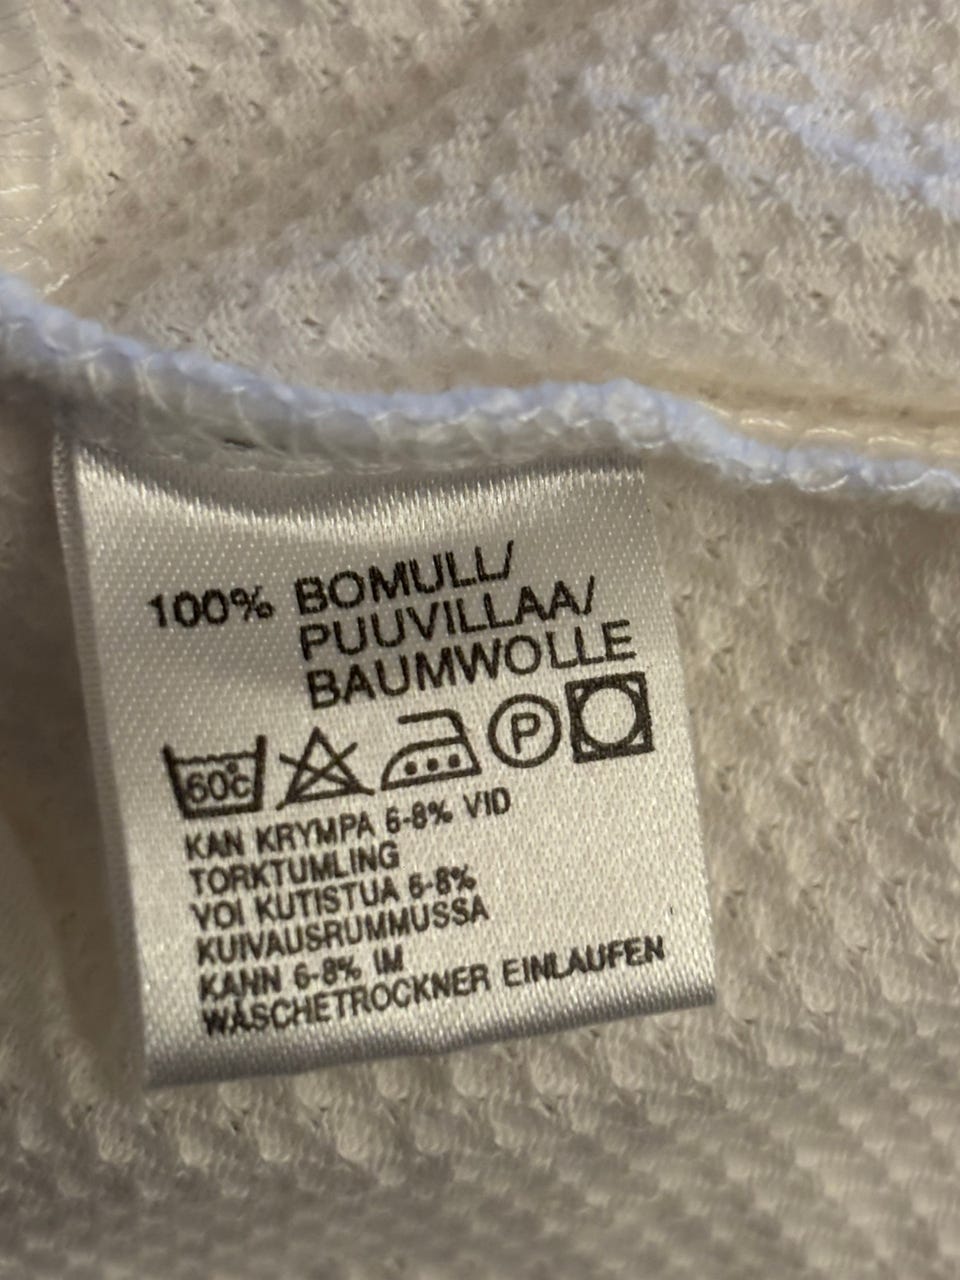 100% BOMULL/
PUUVILLAA/
BAUMWOLLE
60°C P
KAN KRYMPA 6-8% VID
TORKTUMLING
VOI KUTISTUA 6-8%
KUIVAUSRUMMUSSA
KANN 6-8% IM
WÄSCHETROCKNER EINLAUFEN